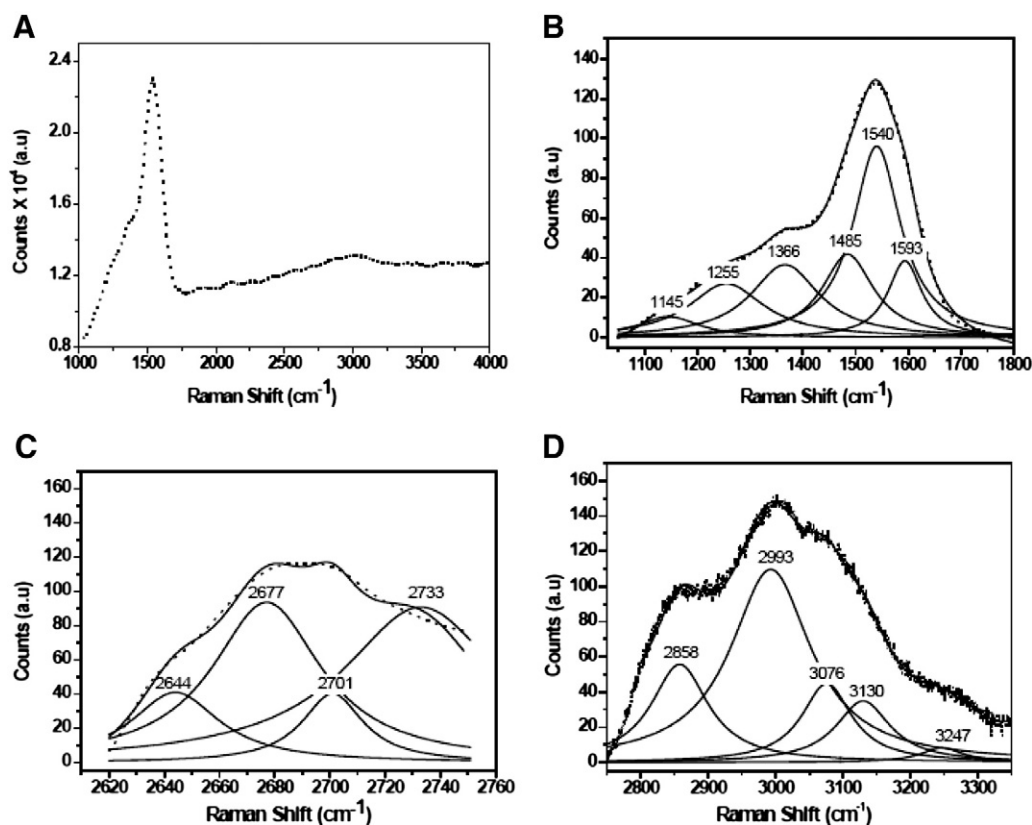 A
Counts X 10⁴ (a.u)
2.4
2.0
1.6
1.2
0.8
1000 1500 2000 2500 3000 3500 4000
Raman Shift (cm⁻¹)
B
Counts (a.u)
140
120
100
80
60
40
20
0
1540
1485
1593
1366
1255
1145
1100 1200 1300 1400 1500 1600 1700 1800
Raman Shift (cm⁻¹)
C
Counts (a.u)
160
140
120
100
80
60
40
20
0
2677
2733
2644
2701
2620 2640 2660 2680 2700 2720 2740 2760
Raman Shift (cm⁻¹)
D
Counts (a.u)
160
140
120
100
80
60
40
20
0
2993
2858
3076
3130
3247
2800 2900 3000 3100 3200 3300
Raman Shift (cm⁻¹)